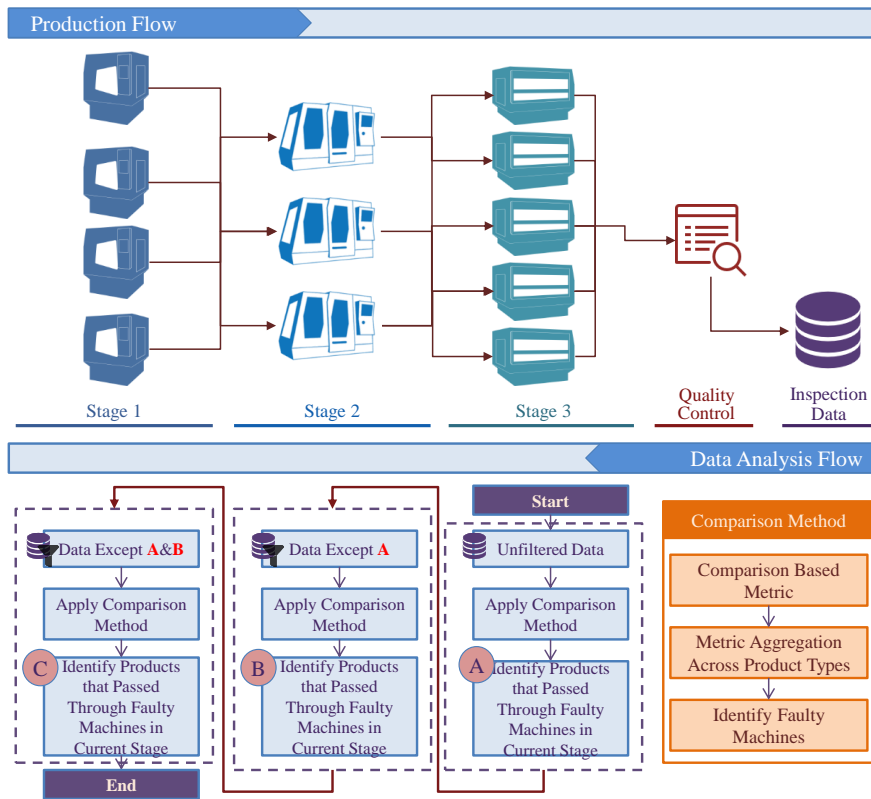 Production Flow
Stage 1
Stage 2
Stage 3
Quality
Control
Inspection
Data
Data Analysis Flow
Data Except A&B
Apply Comparison
Method
C
Identify Products
that Passed
Through Faulty
Machines in
Current Stage
End
Data Except A
Apply Comparison
Method
B
Identify Products
that Passed
Through Faulty
Machines in
Current Stage
Start
Unfiltered Data
Apply Comparison
Method
A
Identify Products
that Passed
Through Faulty
Machines in
Current Stage
Comparison Method
Comparison Based
Metric
Metric Aggregation
Across Product Types
Identify Faulty
Machines